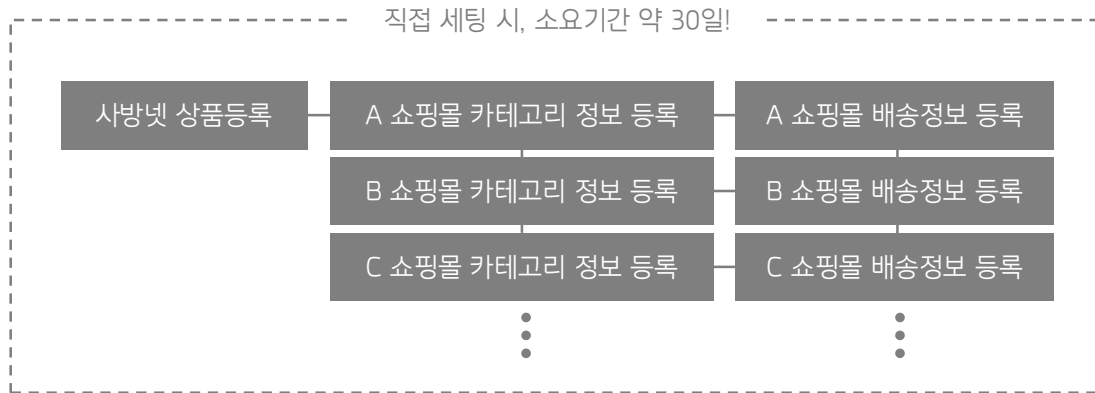 직접 세팅 시, 소요기간 약 30일!
사방넷 상품등록
A 쇼핑몰 카테고리 정보 등록
A 쇼핑몰 배송정보 등록
B 쇼핑몰 카테고리 정보 등록
B 쇼핑몰 배송정보 등록
C 쇼핑몰 카테고리 정보 등록
C 쇼핑몰 배송정보 등록